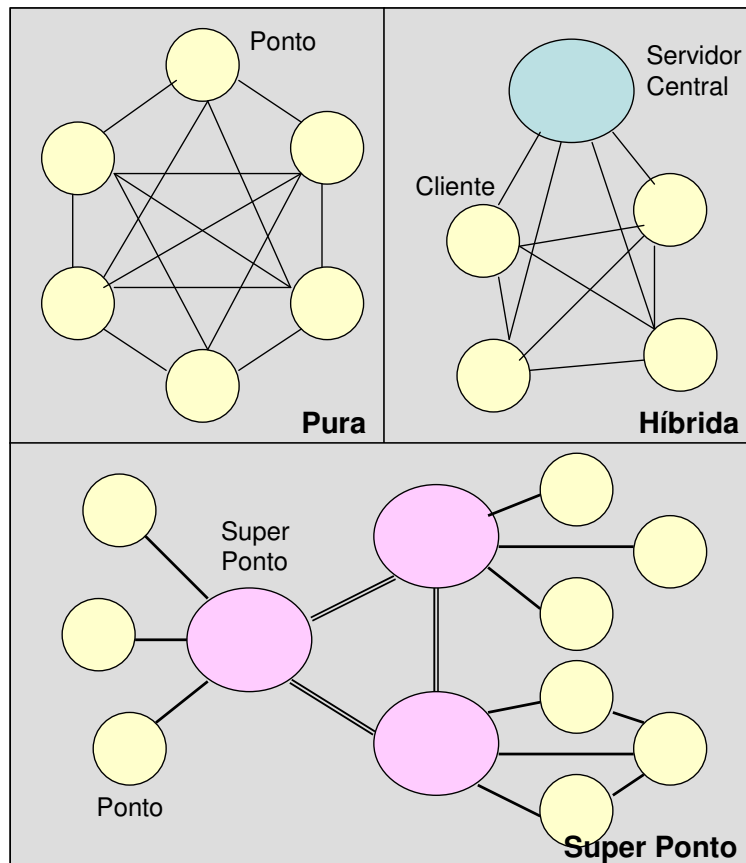 Ponto
Pura
Servidor
Central
Cliente
Híbrida
Super
Ponto
Ponto
Super Ponto